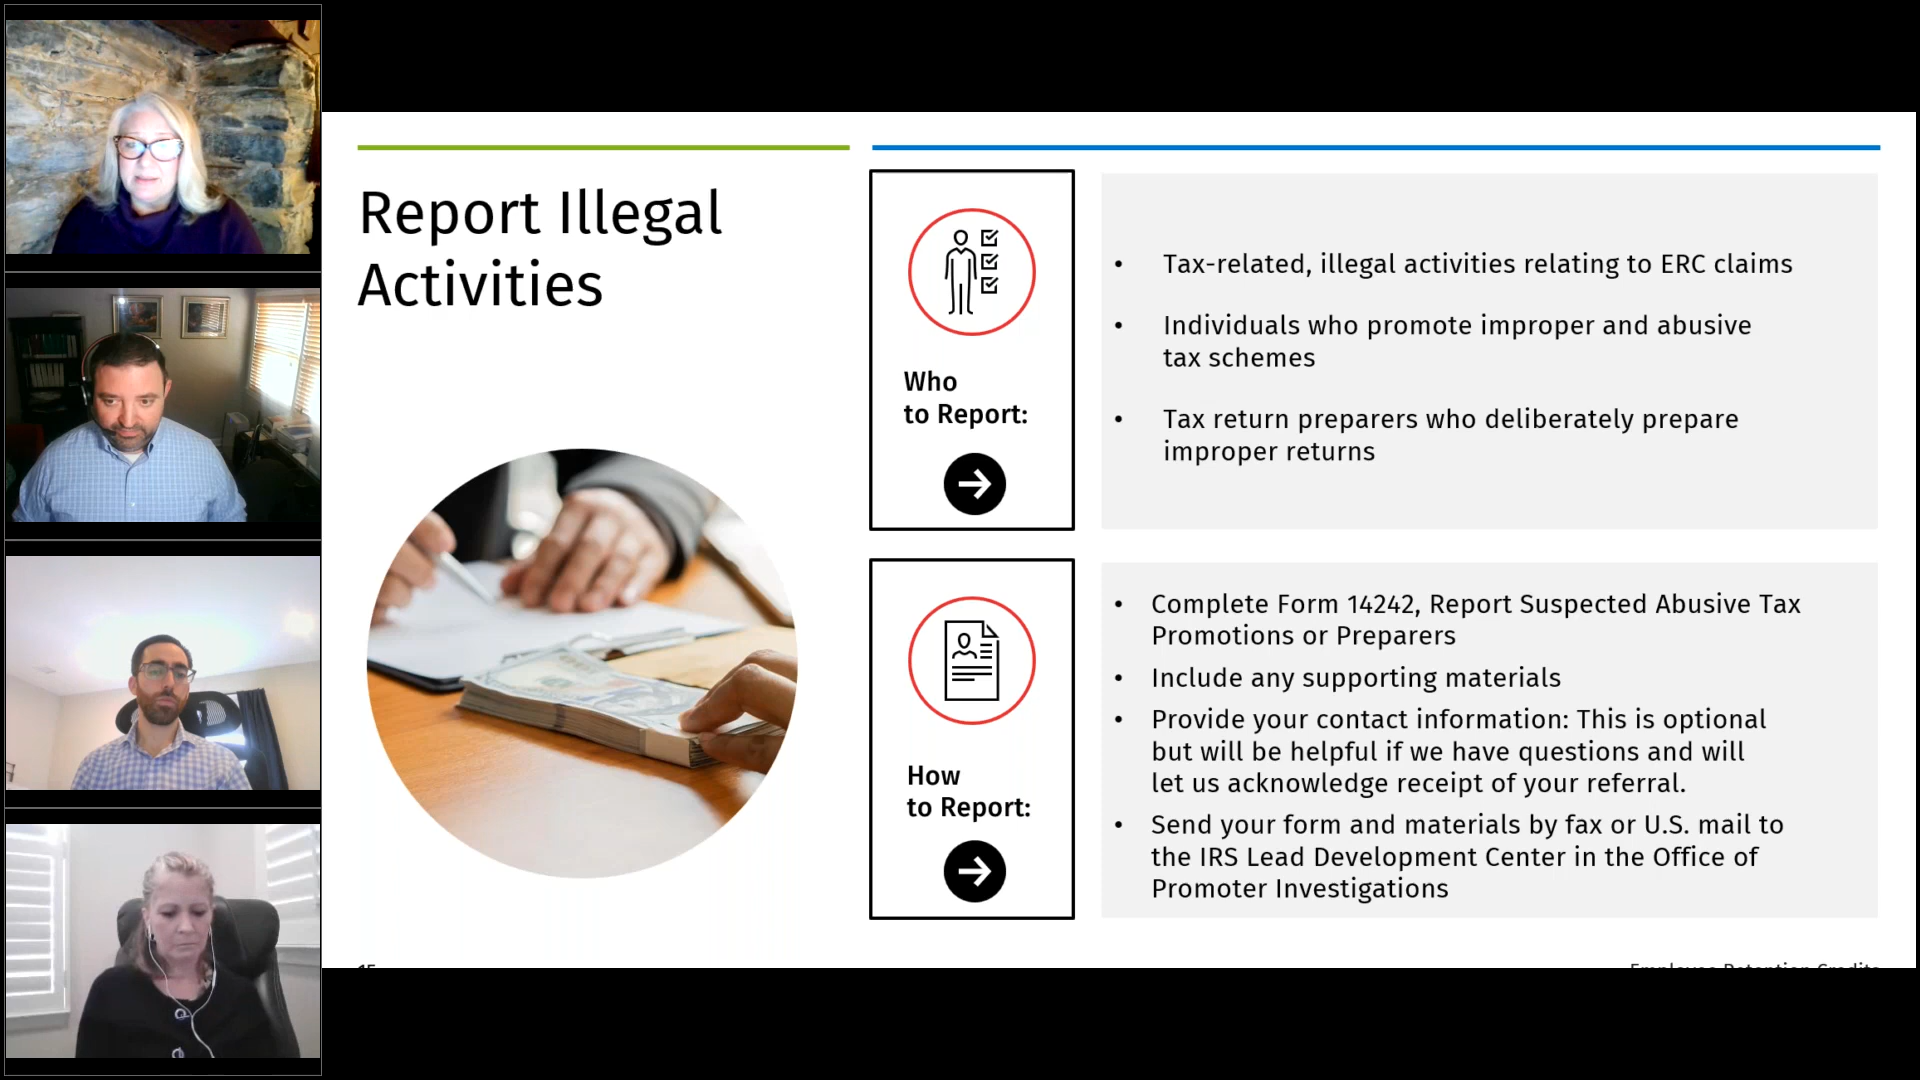 Report Illegal
Activities
Who
to Report:
• Tax-related, illegal activities relating to ERC claims
• Individuals who promote improper and abusive
tax schemes
• Tax return preparers who deliberately prepare
improper returns
How
to Report:
• Complete Form 14242, Report Suspected Abusive Tax
Promotions or Preparers
• Include any supporting materials
• Provide your contact information: This is optional
but will be helpful if we have questions and will
let us acknowledge receipt of your referral.
• Send your form and materials by fax or U.S. mail to
the IRS Lead Development Center in the Office of
Promoter Investigations
Employee Retention Credits